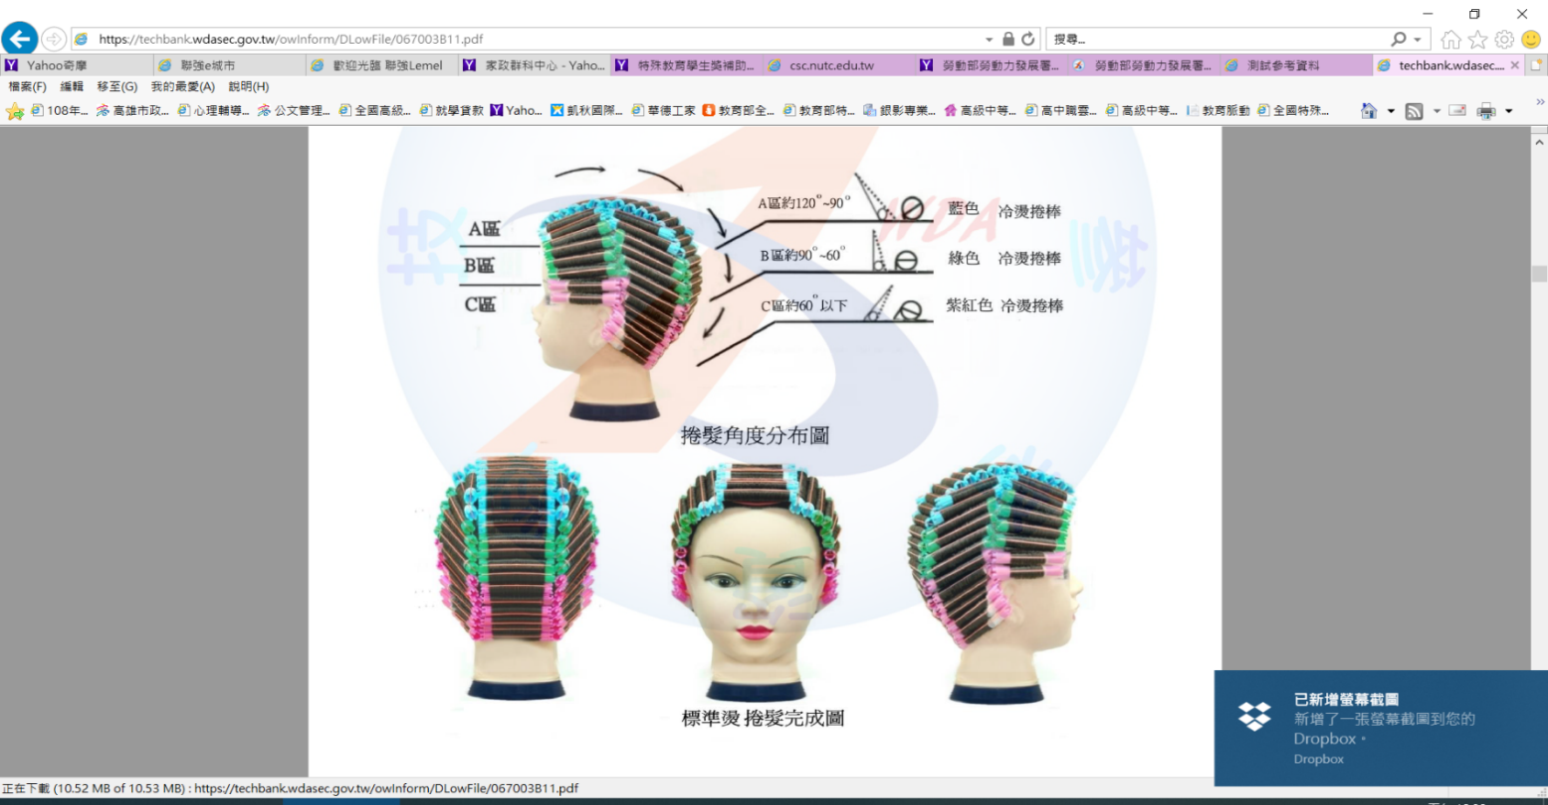 https://techbank.wdasec.gov.tw/owInform/DLowFile/067003B11.pdf
搜尋...
Yahoo奇摩
聯強e城市
歡迎光臨 聯強Lemel
家政群科中心 - Yaho...
特殊教育學生獎補助...
csc.nutc.edu.tw
勞動部勞動力發展署...
勞動部勞動力發展署...
測試參考資料
techbank.wdasec....
檔案(F) 編輯 移至(G) 我的最愛(A) 說明(H)
108年... 高雄市政... 心理輔導... 公文管理... 全國高級... 就學貸款 Yaho... 凱秋國際... 華德工家 教育部全... 教育部特... 銀影專業... 高級中等... 高中職雲... 高級中等... 教育脈動 全國特殊...
A區
B區
C區
A區約120°~90° 藍色 冷燙捲棒
B區約90°~60° 綠色 冷燙捲棒
C區約60°以下 紫紅色 冷燙捲棒
技
WDA
捲髮角度分布圖
標準燙 捲髮完成圖
已新增螢幕截圖
新增了一張螢幕截圖到您的
Dropbox。
Dropbox
正在下載 (10.52 MB of 10.53 MB) : https://techbank.wdasec.gov.tw/owInform/DLowFile/067003B11.pdf